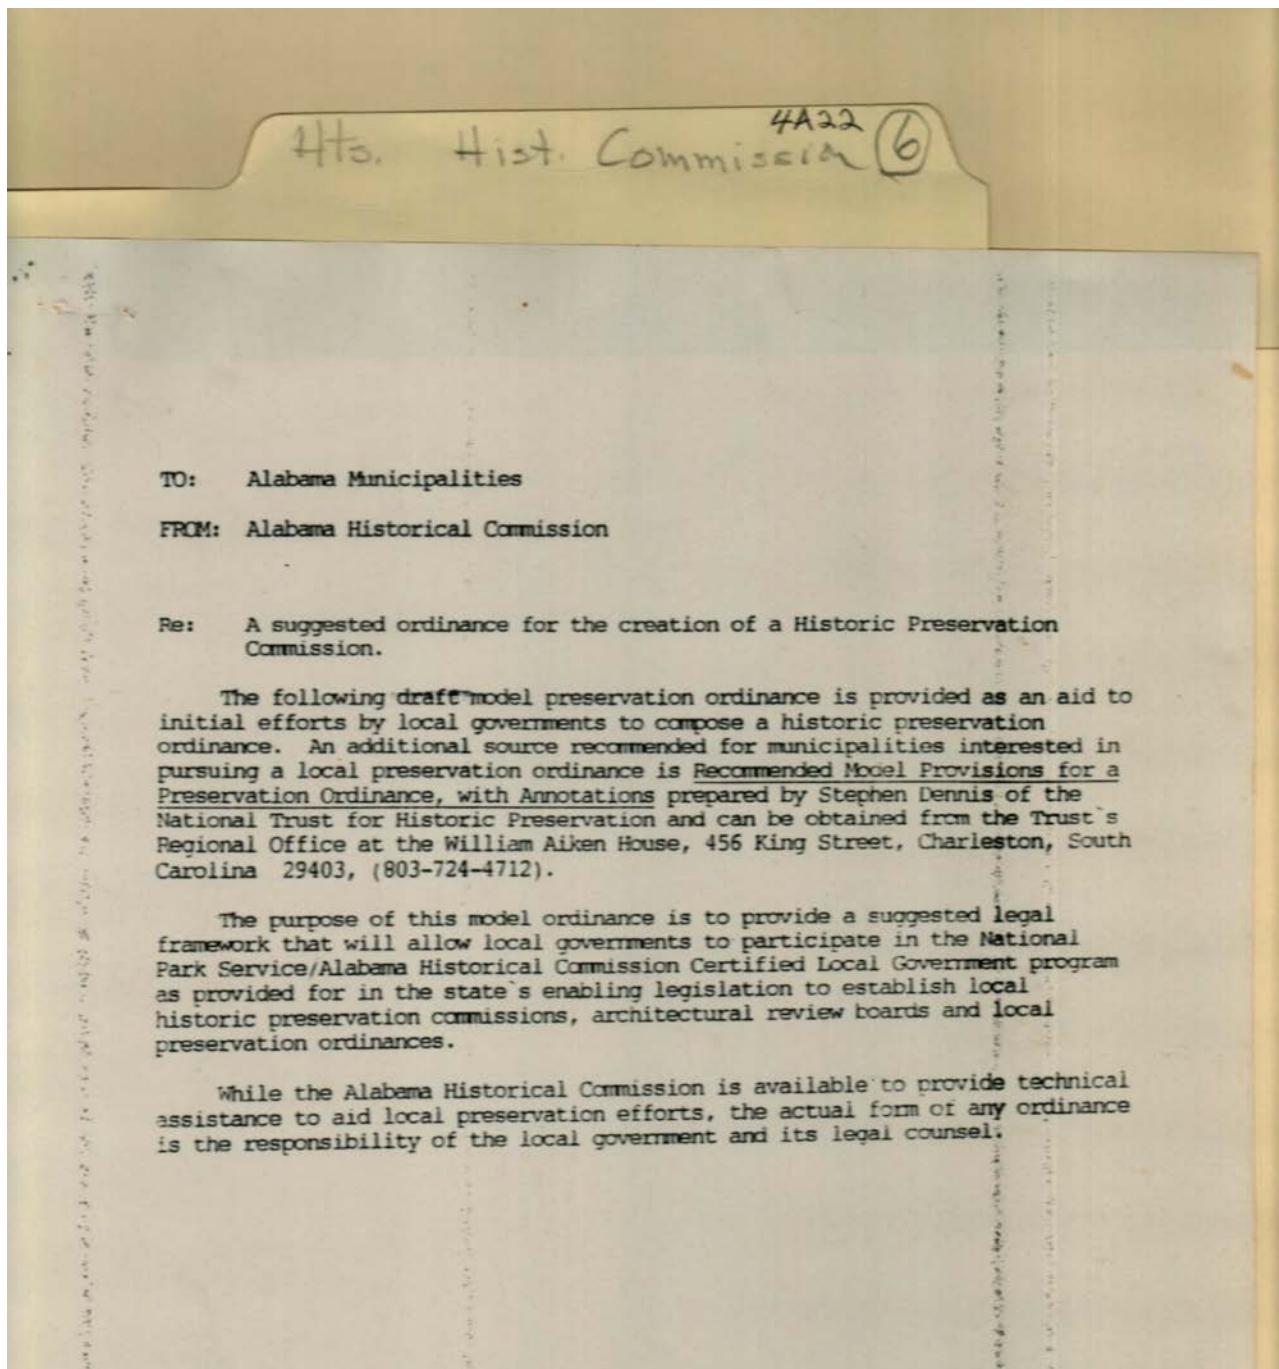 4A22
Hts. Hist. Commission 6
TO: Alabama Municipalities
FROM: Alabama Historical Commission
Re: A suggested ordinance for the creation of a Historic Preservation
Commission.
The following draft model preservation ordinance is provided as an aid to
initial efforts by local governments to compose a historic preservation
ordinance. An additional source recommended for municipalities interested in
pursuing a local preservation ordinance is Recommended Model Provisions for a
Preservation Ordinance, with Annotations prepared by Stephen Dennis of the
National Trust for Historic Preservation and can be obtained from the Trust`s
Regional Office at the William Aiken House, 456 King Street, Charleston, South
Carolina 29403, (803-724-4712).
The purpose of this model ordinance is to provide a suggested legal
framework that will allow local governments to participate in the National
Park Service/Alabama Historical Commission Certified Local Government program
as provided for in the state`s enabling legislation to establish local
historic preservation commissions, architectural review boards and local
preservation ordinances.
While the Alabama Historical Commission is available to provide technical
assistance to aid local preservation efforts, the actual form of any ordinance
is the responsibility of the local government and its legal counsel.